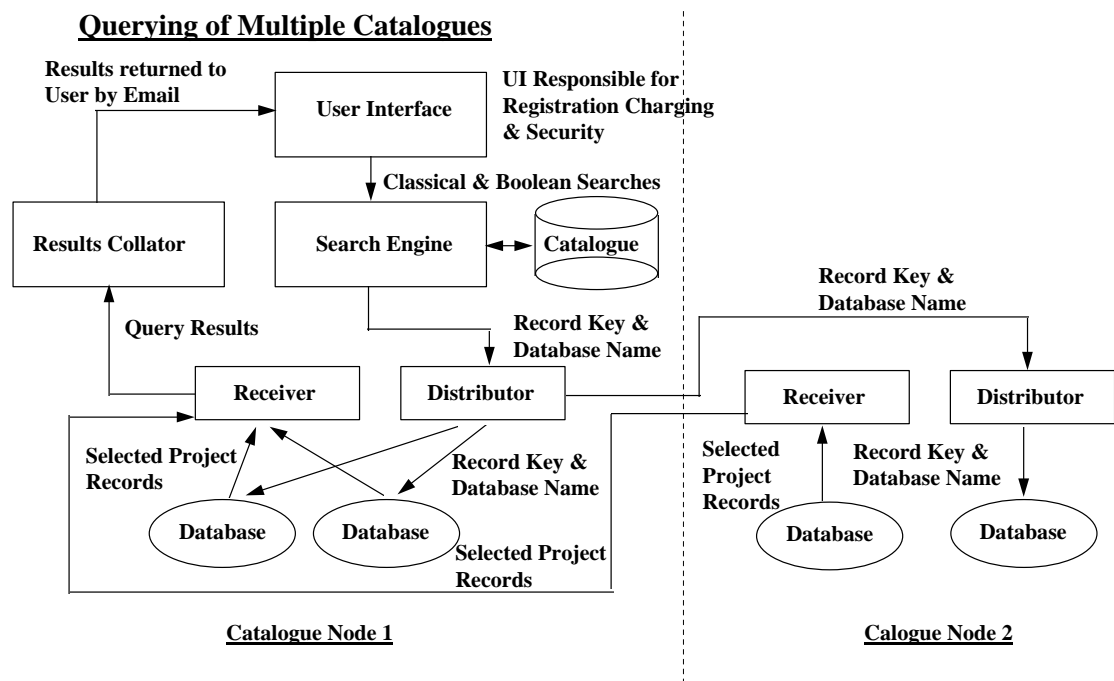 Querying of Multiple Catalogues
Results returned to
User by Email
User Interface
UI Responsible for
Registration Charging
& Security
Classical & Boolean Searches
Results Collator
Search Engine
Catalogue
Query Results
Record Key &
Database Name
Record Key &
Database Name
Receiver
Distributor
Receiver
Distributor
Selected Project
Records
Record Key &
Database Name
Selected
Project
Records
Record Key &
Database Name
Database
Database
Database
Database
Selected Project
Records
Catalogue Node 1
Calogue Node 2